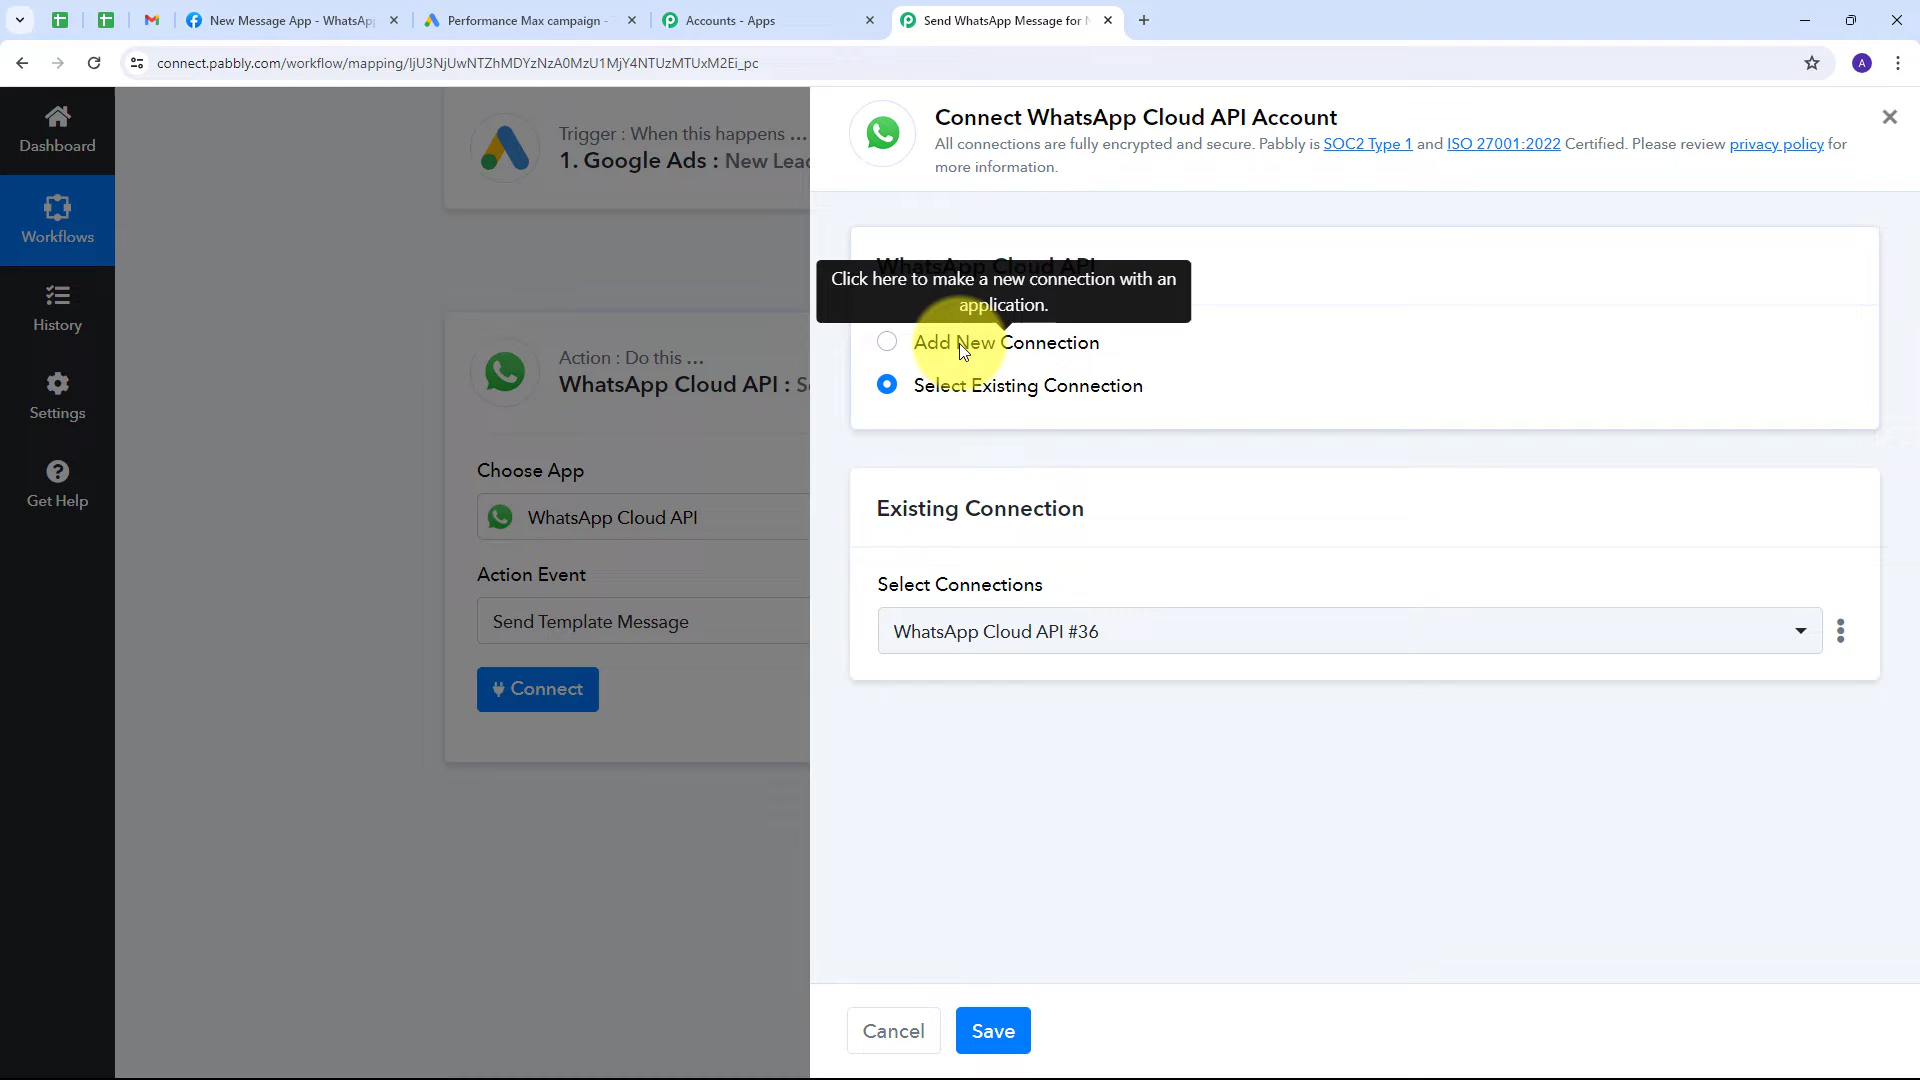 New Message App - WhatsAp
Performance Max campaign -
Accounts - Apps
Send WhatsApp Message for N
connect.pabbly.com/workflow/mapping/IjU3NjUwNTZhMDYzNzA0MzU1MjY4NTUzMTUxM2Ei_pc
A
Dashboard
Workflows
History
Settings
Get Help
Trigger : When this happens ...
1. Google Ads : New Lead
Action : Do this ...
WhatsApp Cloud API : Se
Choose App
WhatsApp Cloud API
Action Event
Send Template Message
Connect
Connect WhatsApp Cloud API Account
All connections are fully encrypted and secure. Pabbly is SOC2 Type 1 and ISO 27001:2022 Certified. Please review privacy policy for
more information.
WhatsApp Cloud API
Click here to make a new connection with an
application.
Add New Connection
Select Existing Connection
Existing Connection
Select Connections
WhatsApp Cloud API #36
Cancel
Save